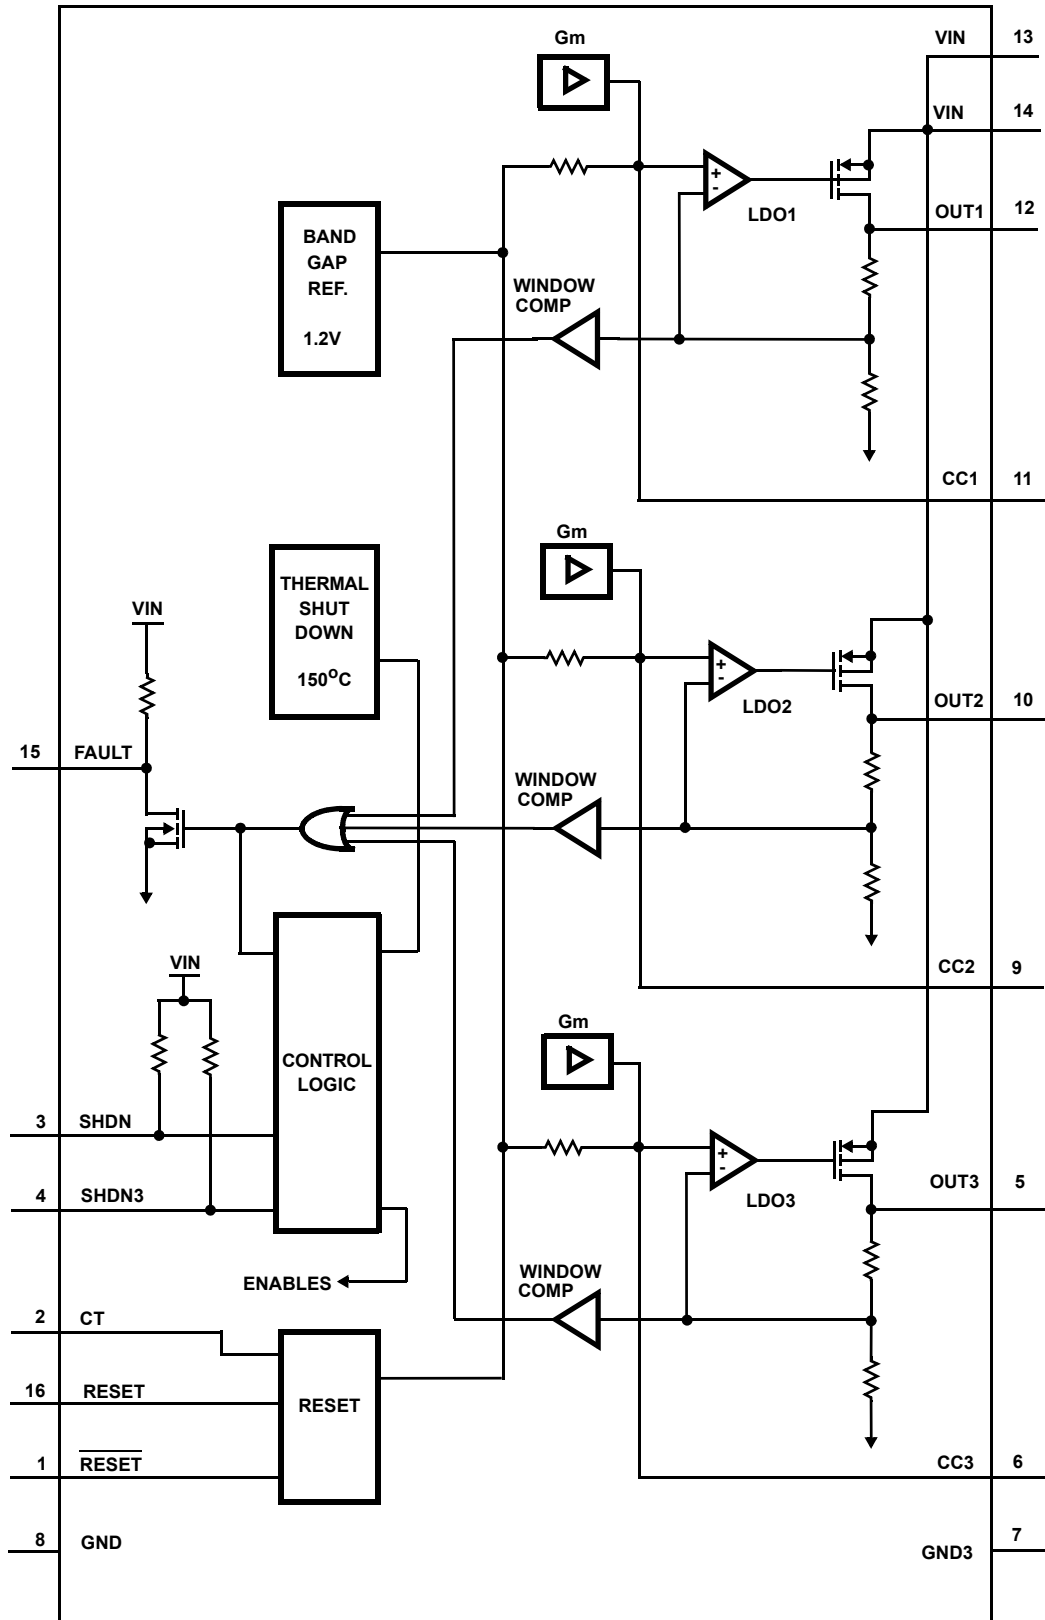 Gm
VIN 13
VIN 14
+
-
LDO1
OUT1 12
BAND
GAP
REF.
1.2V
WINDOW
COMP
CC1 11
Gm
THERMAL
SHUT
DOWN
150°C
VIN
+
-
LDO2
OUT2 10
15 FAULT
WINDOW
COMP
VIN
CC2 9
Gm
CONTROL
LOGIC
3 SHDN
4 SHDN3
+
-
LDO3
OUT3 5
ENABLES
WINDOW
COMP
2 CT
16 RESET
RESET
1 RESET
CC3 6
8 GND
GND3 7